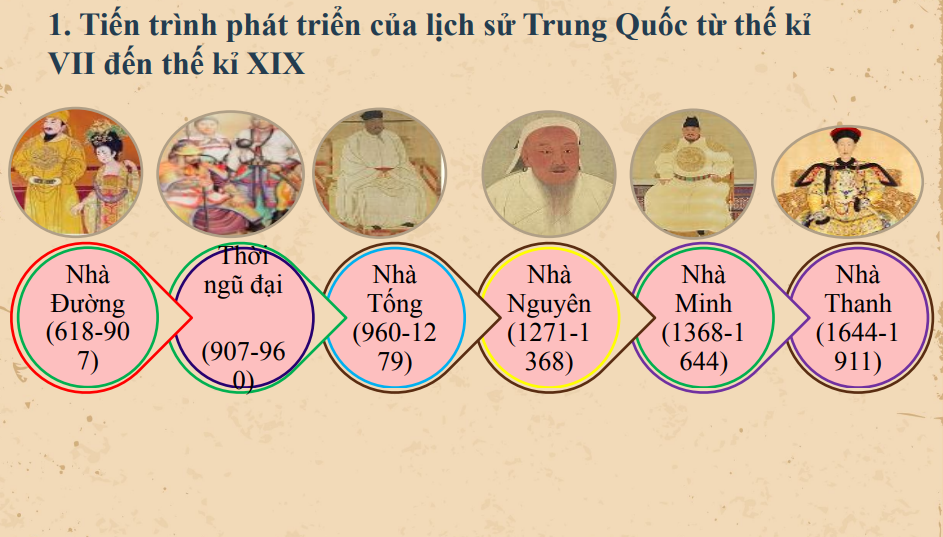 1. Tiến trình phát triển của lịch sử Trung Quốc từ thế kỉ
VII đến thế kỉ XIX
Nhà
Đường
(618-90
7)
Thời
ngũ đại
(907-96
0)
Nhà
Tống
(960-12
79)
Nhà
Nguyên
(1271-1
368)
Nhà
Minh
(1368-1
644)
Nhà
Thanh
(1644-1
911)